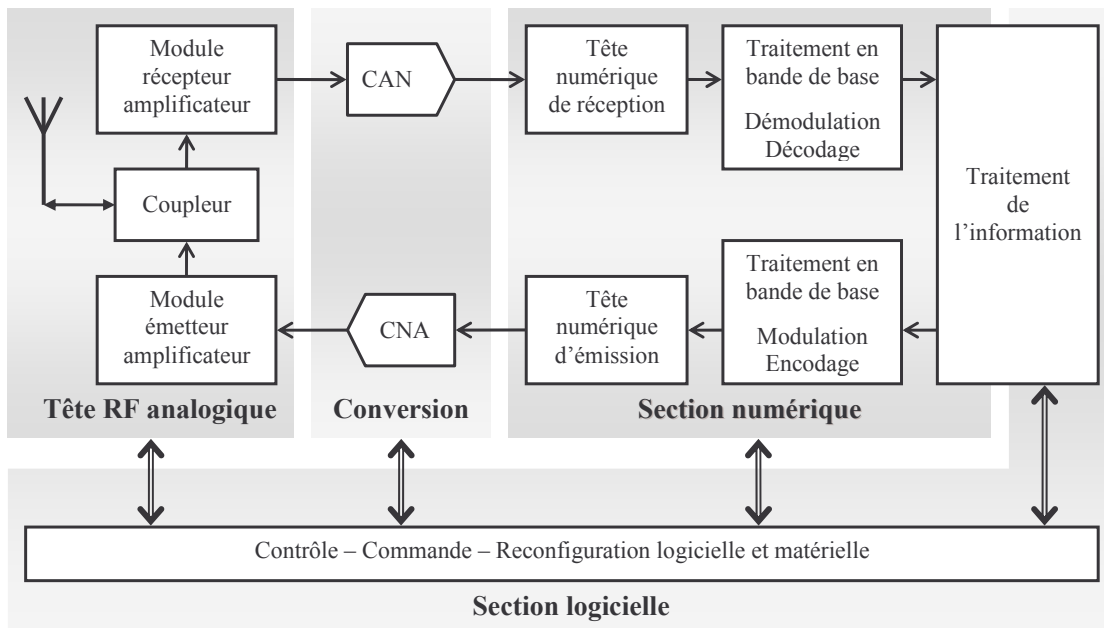 Module
récepteur
amplificateur
CAN
Tête
numérique
de réception
Traitement en
bande de base
Démodulation
Décodage
Traitement
de
l’information
Coupleur
Module
émetteur
amplificateur
CNA
Tête
numérique
d’émission
Traitement en
bande de base
Modulation
Encodage
Tête RF analogique
Conversion
Section numérique
Contrôle – Commande – Reconfiguration logicielle et matérielle
Section logicielle